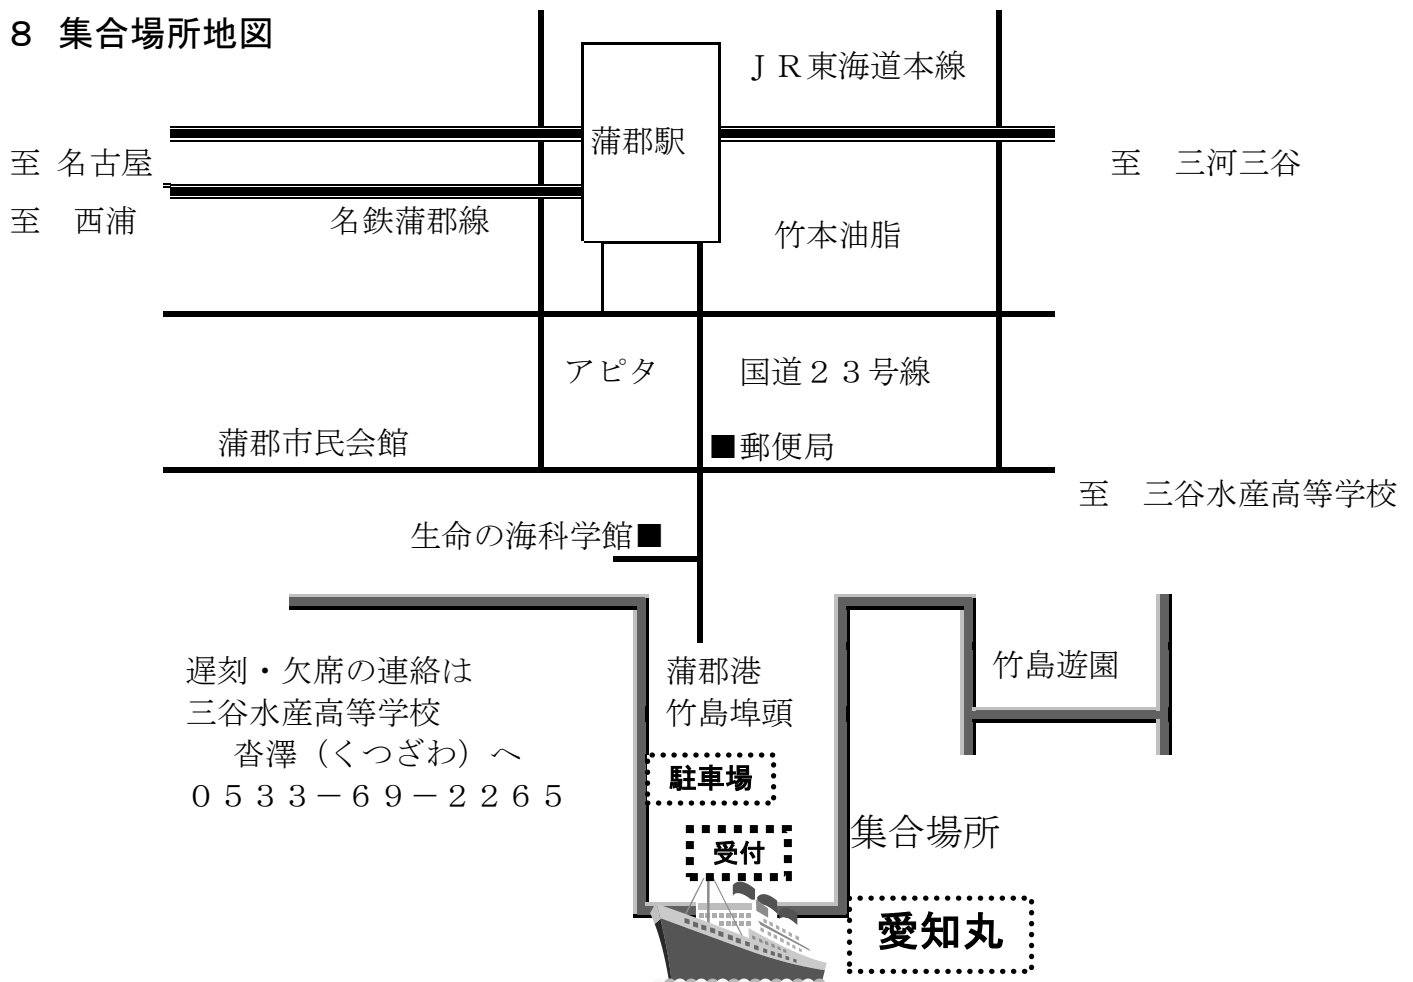 ８ 集合場所地図
ＪＲ東海道本線
蒲郡駅
至 名古屋
至　三河三谷
至　西浦
名鉄蒲郡線
竹本油脂
アピタ
国道２３号線
蒲郡市民会館
■郵便局
至　三谷水産高等学校
生命の海科学館■
遅刻・欠席の連絡は
三谷水産高等学校
沓澤（くつざわ）へ
０５３３－６９－２２６５
蒲郡港
竹島埠頭
竹島遊園
駐車場
集合場所
受付
愛知丸